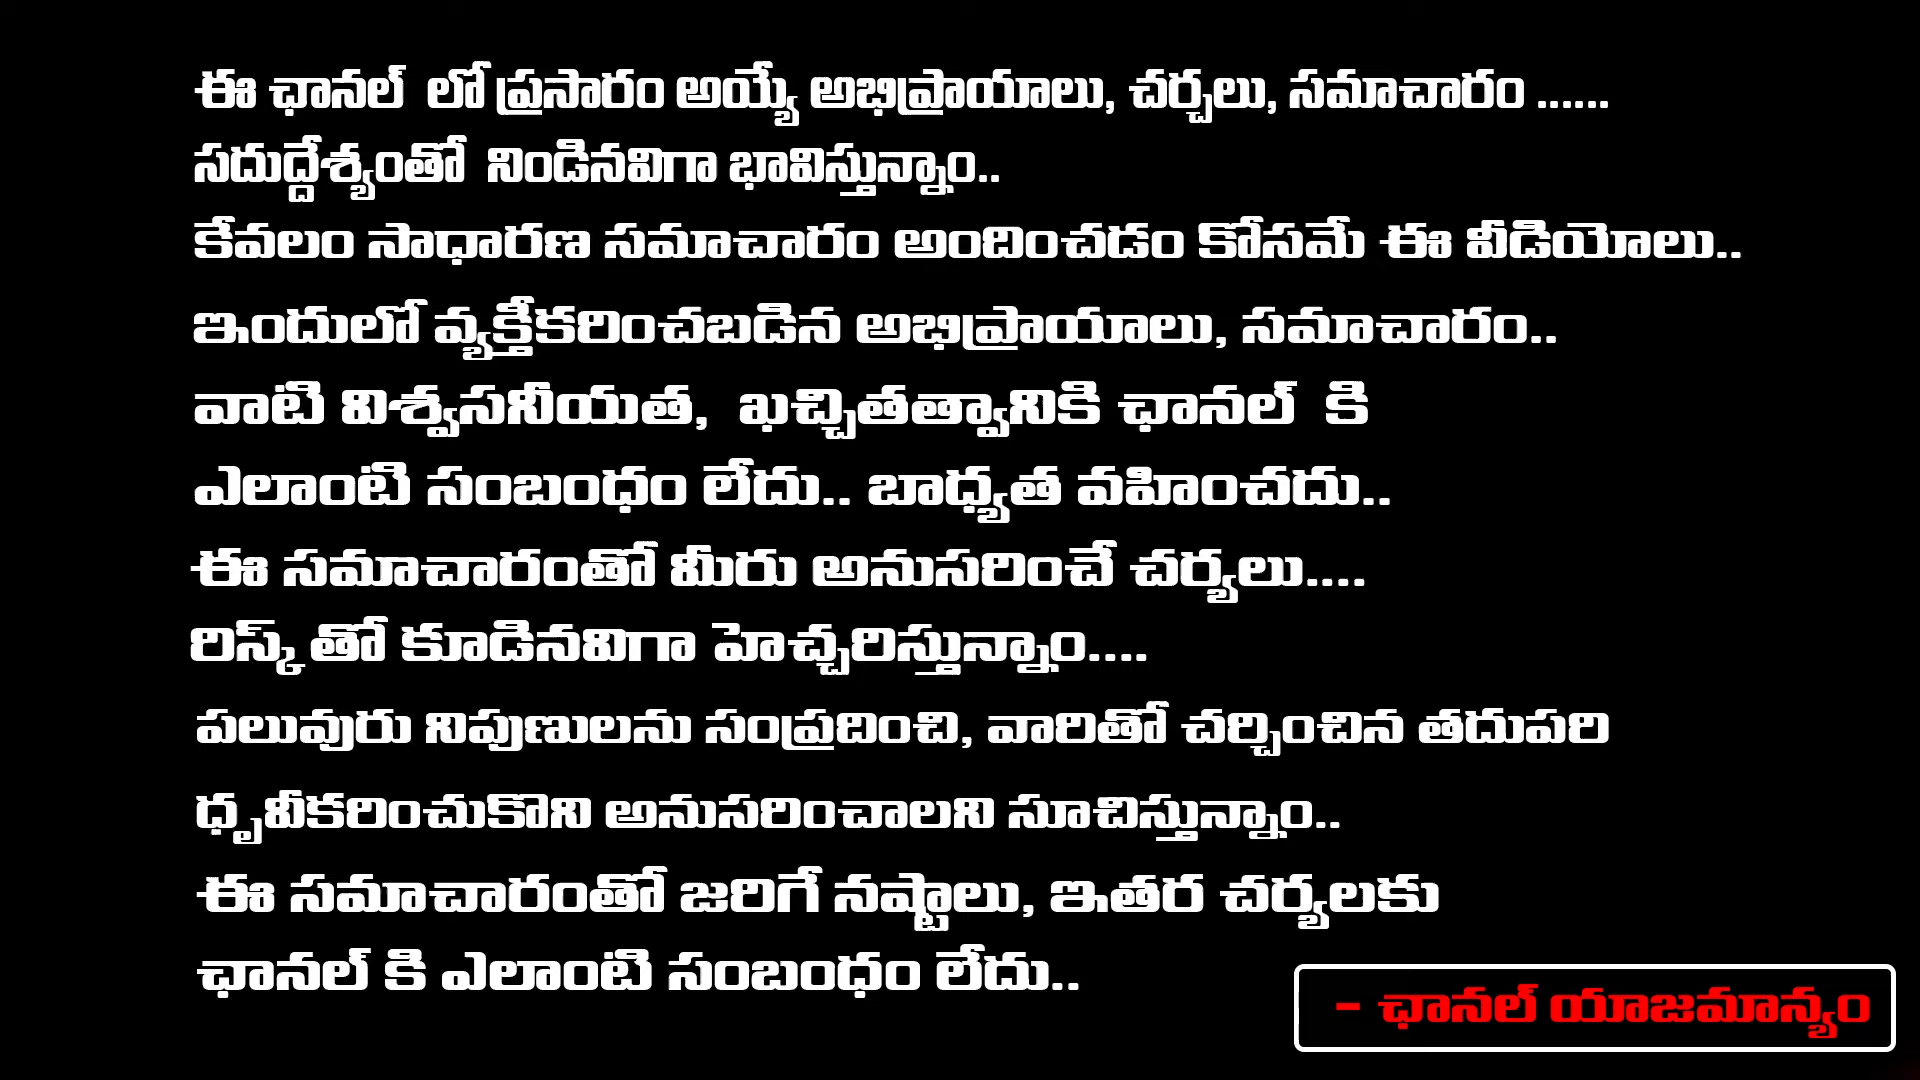 ఈ ఛానల్ లో ప్రసారం అయ్యే అభిప్రాయాలు, చర్చలు, సమాచారం ......
సదుద్దేశ్యంతో నిండినవిగా భావిస్తున్నాం..
కేవలం సాధారణ సమాచారం అందించడం కోసమే ఈ వీడియోలు..
ఇందులో వ్యక్తీకరించబడిన అభిప్రాయాలు, సమాచారం..
వాటి విశ్వసనీయత, ఖచ్చితత్వానికి ఛానల్ కి
ఎలాంటి సంబంధం లేదు.. బాధ్యత వహించదు..
ఈ సమాచారంతో మీరు అనుసరించే చర్యలు....
రిస్క్ తో కూడినవిగా హెచ్చరిస్తున్నాం....
పలువురు నిపుణులను సంప్రదించి, వారితో చర్చించిన తదుపరి
ధృవీకరించుకొని అనుసరించాలని సూచిస్తున్నాం..
ఈ సమాచారంతో జరిగే నష్టాలు, ఇతర చర్యలకు
ఛానల్ కి ఎలాంటి సంబంధం లేదు..
- ఛానల్ యాజమాన్యం